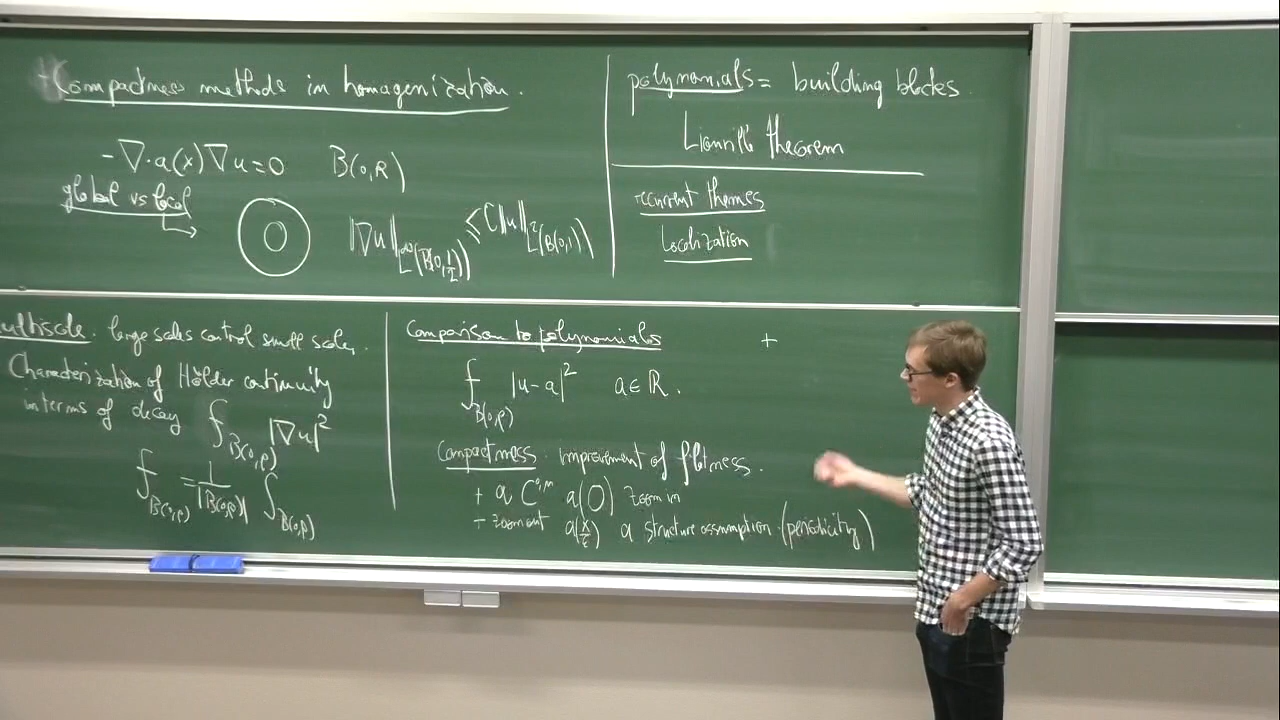 Compactness methods in homogenization.
-∇·a(x)∇u=0 B(0,R)
global vs local
‖∇u‖_{L^∞(B(0,1/2))} ≤ C‖u‖_{L^2(B(0,1))}
polynomials = building blocks.
Liouville theorem
recurrent themes
Localization
ultiscale. large scales control small scales.
Characterization of Hölder continuity
in terms of decay ⨍_{B(0,ρ)} |∇u|^2
⨍_{B(0,ρ)} = 1/|B(0,ρ)| ∫_{B(0,ρ)}
Comparison to polynomials +
⨍_{B(0,ρ)} |u-a|^2 a∈ℝ.
Compactness. improvement of flatness.
+ a C^{0,μ} a(0) zoom in
+ zoom out a(x/ε) a structure assumption (periodicity)